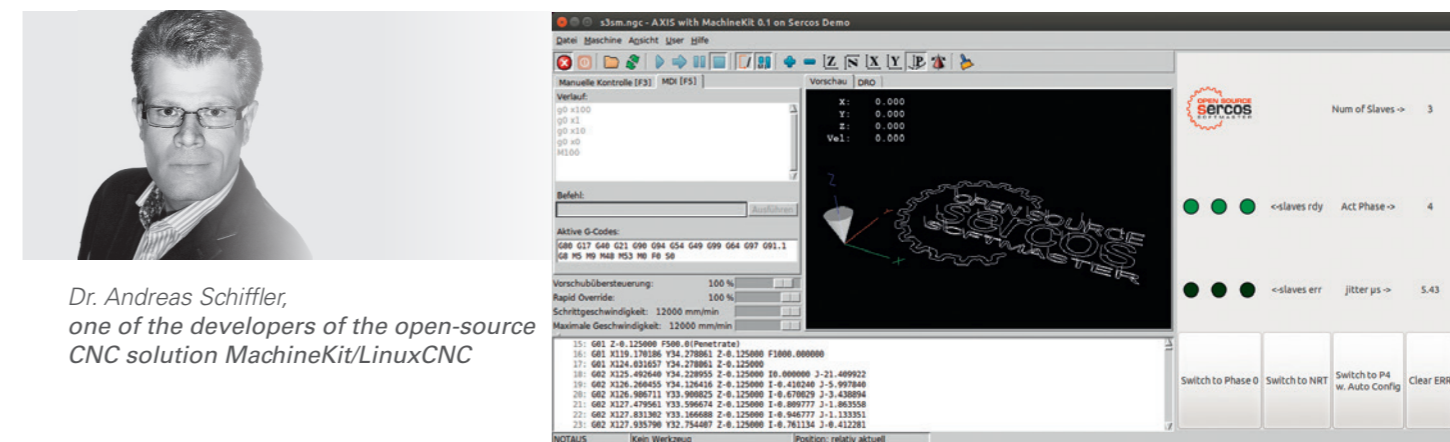 Dr. Andreas Schiffler,
one of the developers of the open-source
CNC solution MachineKit/LinuxCNC
s3sm.ngc - AXIS with MachineKit 0.1 on Sercos Demo
Datei Maschine Ansicht User Hilfe
Z N X Y P
Manuelle Kontrolle [F3] MDI [F5]
Verlauf:
g0 x100
g0 x1
g0 x10
g0 x0
M100
Befehl:
Ausführen
Aktive G-Codes:
G80 G17 G40 G21 G90 G94 G54 G49 G99 G64 G97 G91.1
G8 M5 M9 M48 M53 M0 F0 S0
Vorschubübersteuerung: 100 %
Rapid Override: 100 %
Schrittgeschwindigkeit: 12000 mm/min
Maximale Geschwindigkeit: 12000 mm/min
Vorschau DRO
X: 0.000
Y: 0.000
Z: 0.000
Vel: 0.000
Z
Y
X
OPEN SOURCE
sercos
SOFTMASTER
15: G01 Z-0.125000 F500.0(Penetrate)
16: G01 X119.170186 Y34.278861 Z-0.125000 F1000.000000
17: G01 X124.031657 Y34.278861 Z-0.125000
18: G02 X125.492640 Y34.228955 Z-0.125000 I0.000000 J-21.409922
19: G02 X126.260455 Y34.126416 Z-0.125000 I-0.410240 J-5.997840
20: G02 X126.986711 Y33.900825 Z-0.125000 I-0.670029 J-3.438894
21: G02 X127.479561 Y33.596674 Z-0.125000 I-0.809777 J-1.863558
22: G02 X127.831302 Y33.166688 Z-0.125000 I-0.946777 J-1.133351
23: G02 X127.935790 Y32.754407 Z-0.125000 I-0.761134 J-0.412281
NOTAUS Kein Werkzeug Position: relativ aktuell
OPEN SOURCE
sercos
SOFTMASTER
Num of Slaves -> 3
<-slaves rdy Act Phase -> 4
<-slaves err jitter µs -> 5.43
Switch to Phase 0
Switch to NRT
Switch to P4
w. Auto Config
Clear ERR